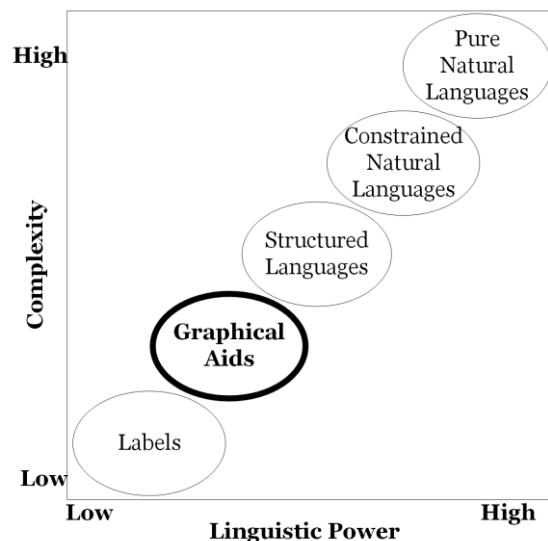 High
Pure
Natural
Languages
Constrained
Natural
Languages
Structured
Languages
Complexity
Graphical
Aids
Labels
Low
Low
High
Linguistic Power